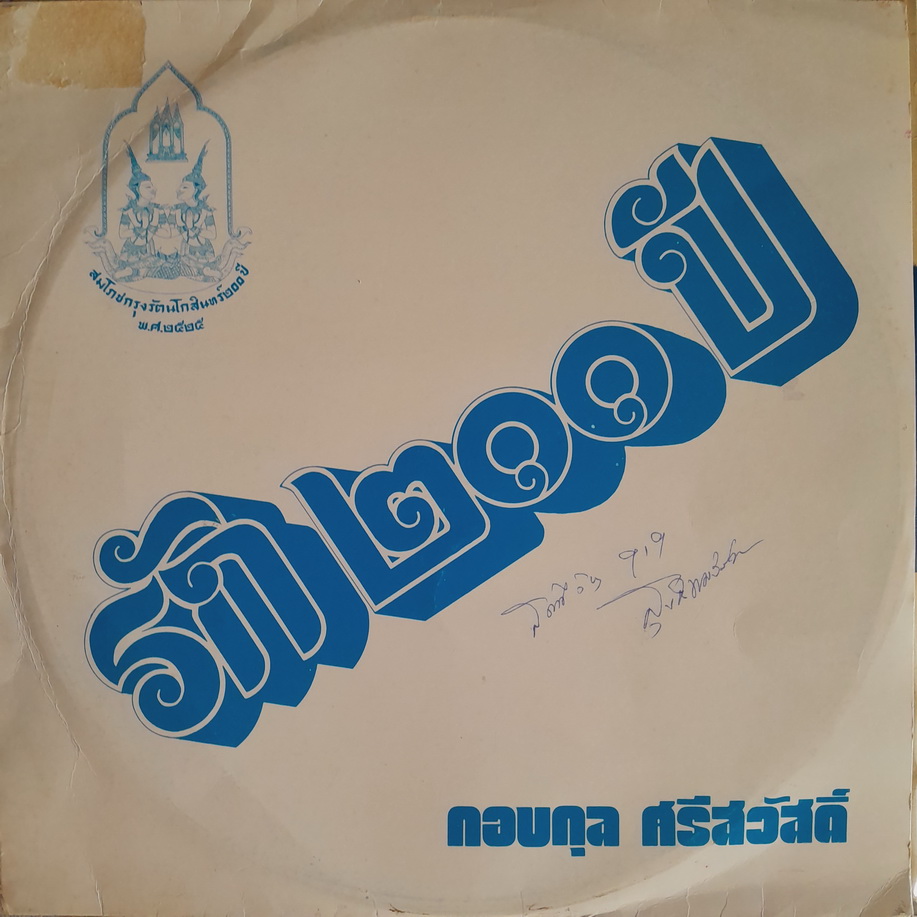 สมโภชกรุงรัตนโกสินทร์๒๐๐ปี
พ.ศ.๒๕๒๕
รัก ๒๐๐ ปี
กอบกุล ศรีสวัสดิ์